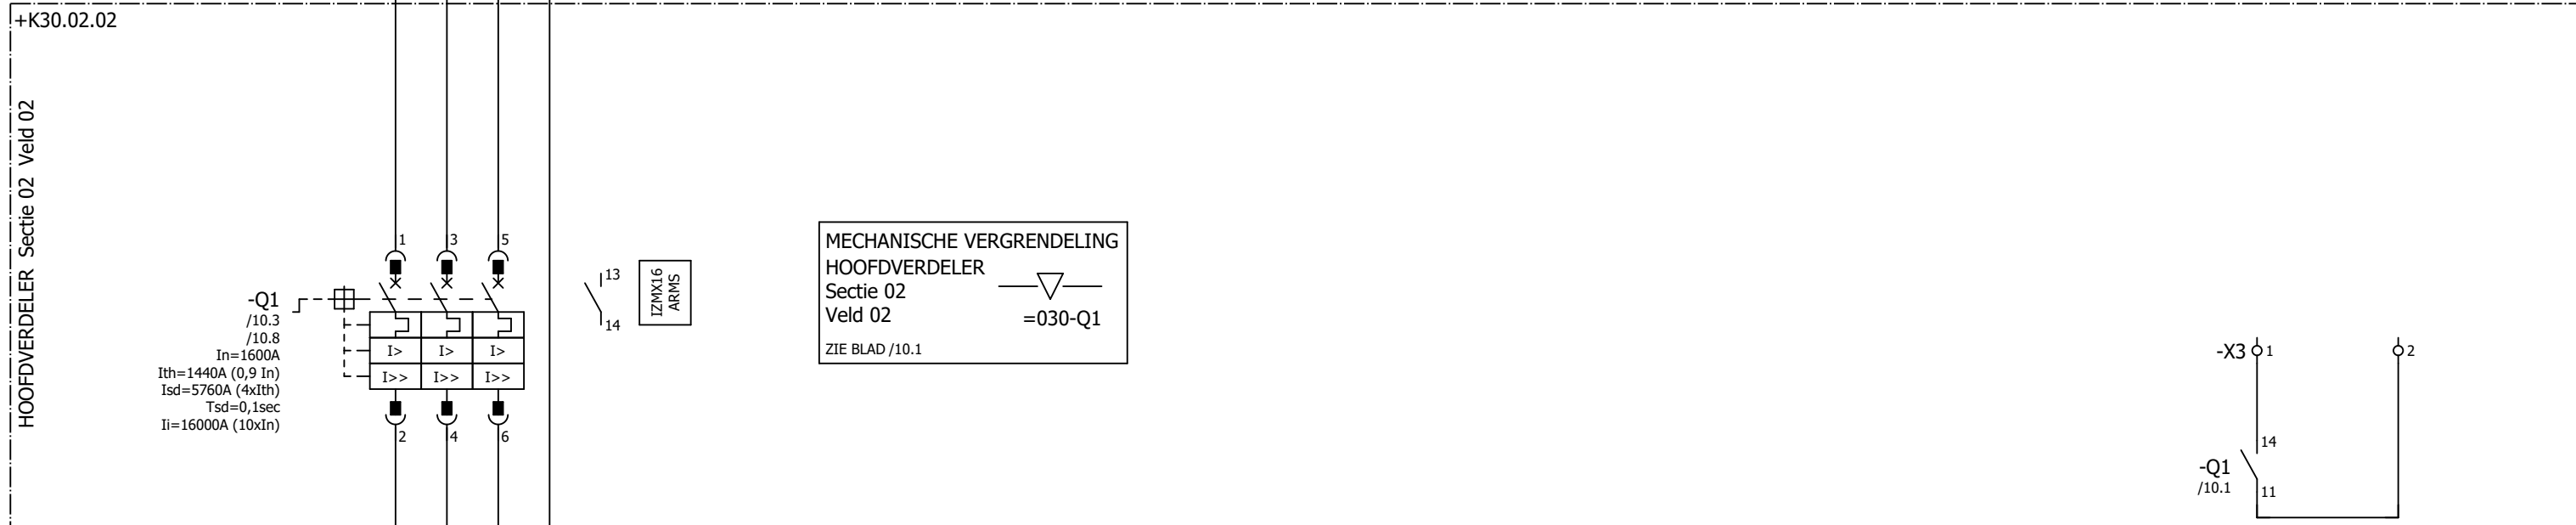 +K30.02.02
HOOFDVERDELER Sectie 02 Veld 02
1
3
5
-Q1
/10.3
/10.8
In=1600A
Ith=1440A (0,9 In)
Isd=5760A (4xIth)
Tsd=0,1sec
Ii=16000A (10xIn)
I>
I>
I>
I>>
I>>
I>>
2
4
6
13
14
IZMX16
ARMS
MECHANISCHE VERGRENDELING
HOOFDVERDELER
Sectie 02
Veld 02
=030-Q1
ZIE BLAD /10.1
-X3
1
2
14
-Q1
/10.1
11